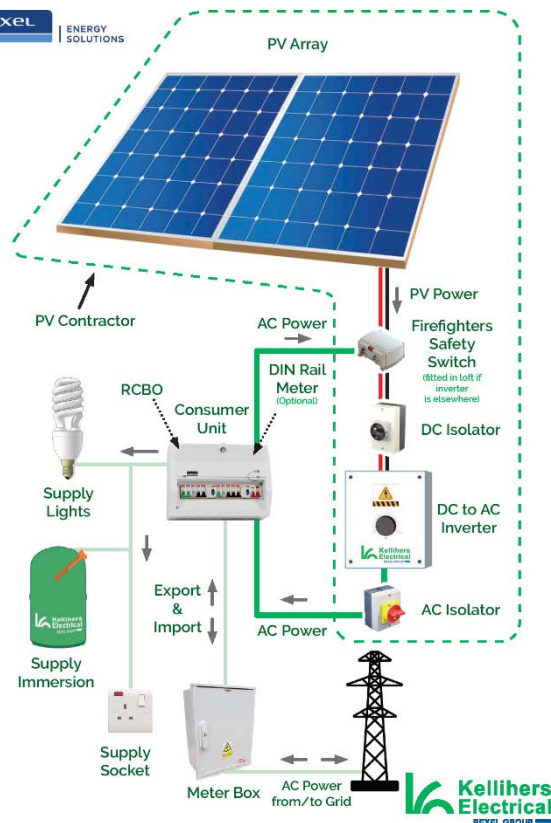 XEL
ENERGY
SOLUTIONS
PV Array
PV Contractor
PV Power
AC Power
Firefighters
Safety
Switch
(fitted in loft if
inverter
is elsewhere)
RCBO
DIN Rail
Meter
(Optional)
Consumer
Unit
DC Isolator
Supply
Lights
DC to AC
Inverter
Kellihers
Electrical
Export
&
Import
AC Power
AC Isolator
Kellihers
Electrical
Supply
Immersion
Supply
Socket
Meter Box
AC Power
from/to Grid
Kellihers
Electrical
REXEL GROUP